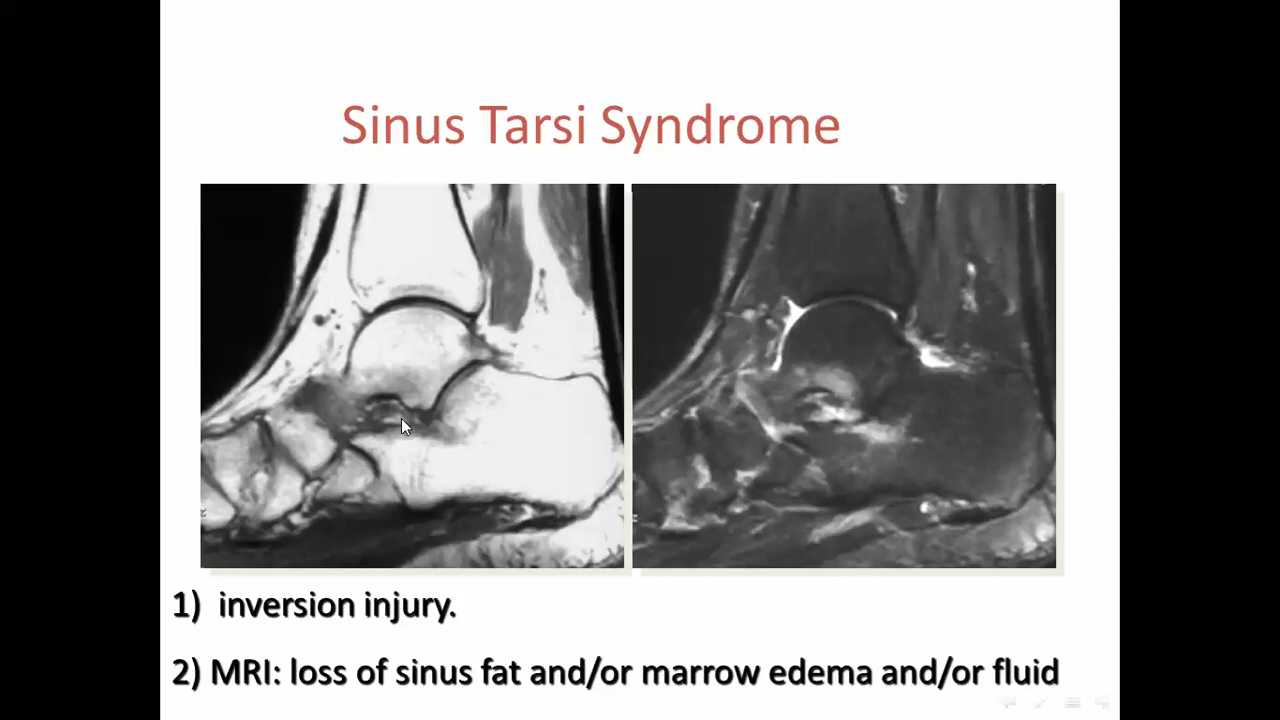 Sinus Tarsi Syndrome
1) inversion injury.
2) MRI: loss of sinus fat and/or marrow edema and/or fluid